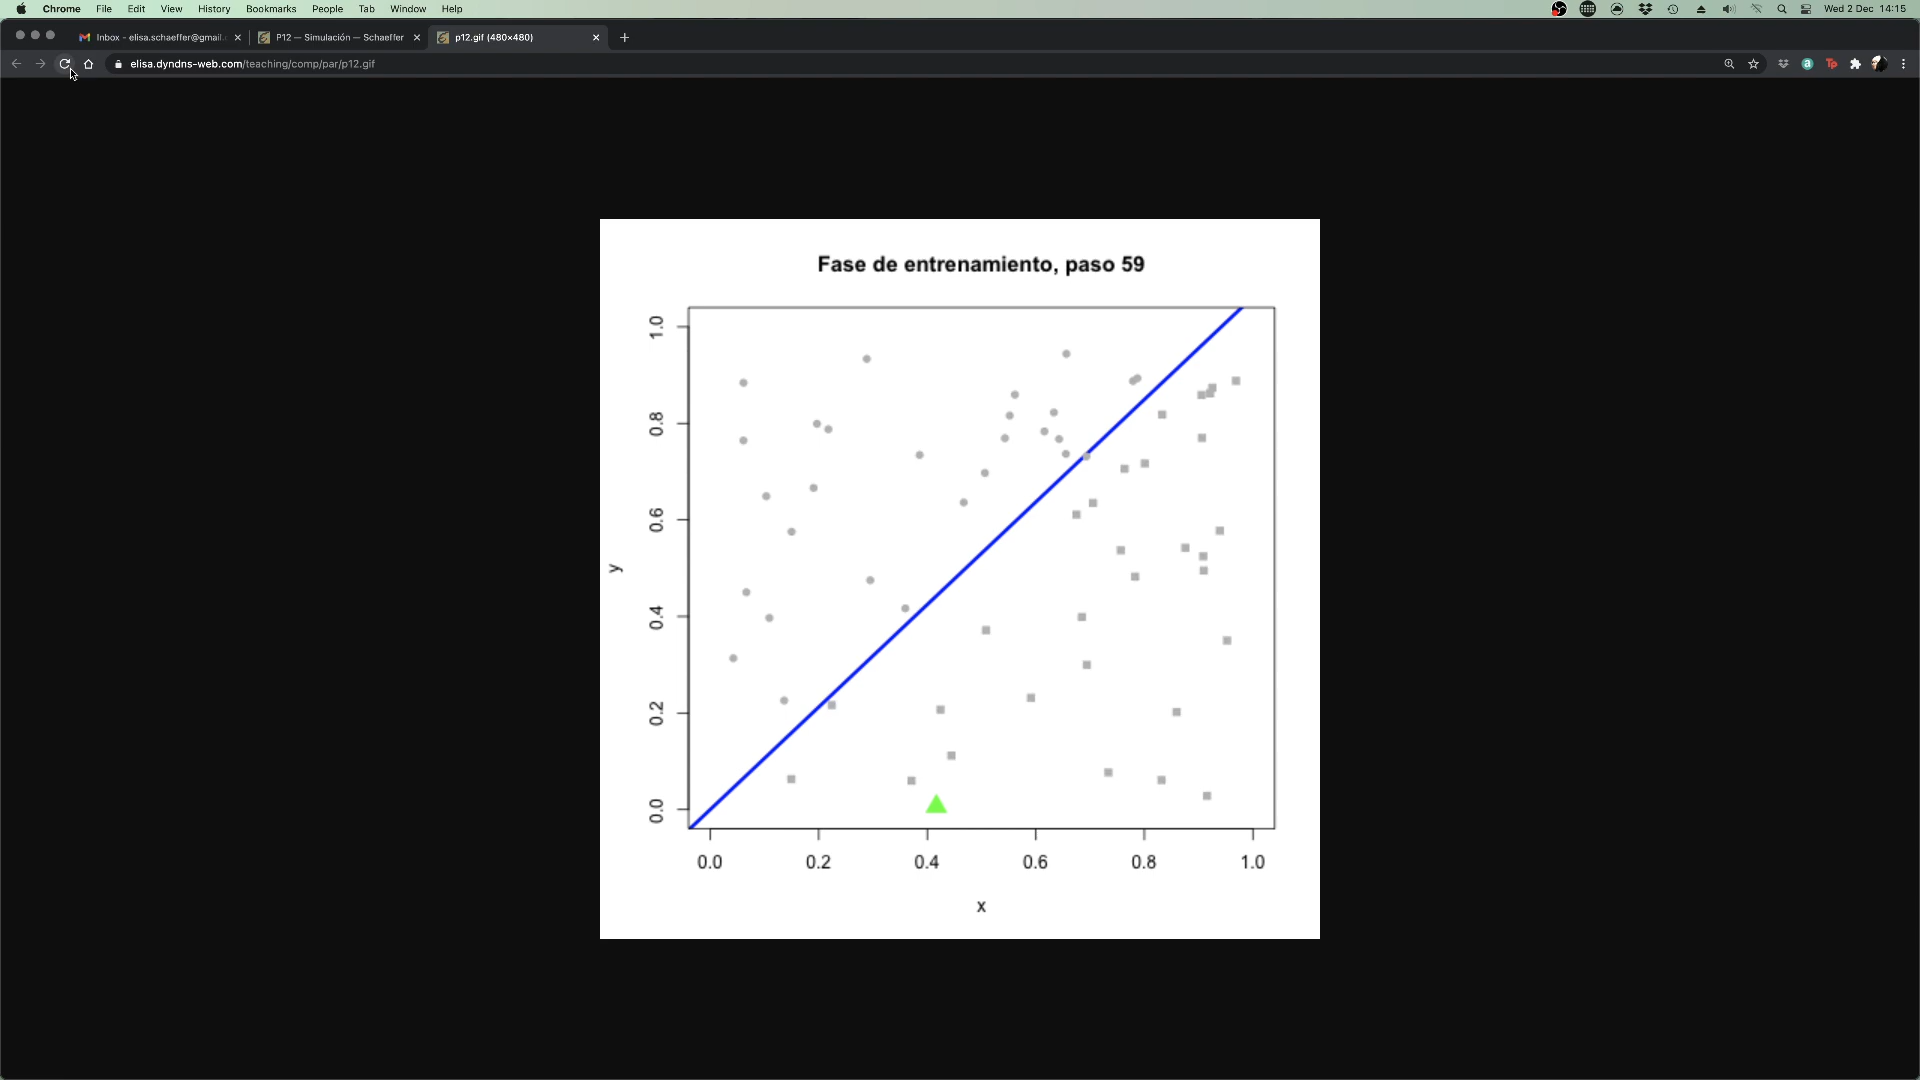 Chrome File Edit View History Bookmarks People Tab Window Help Wed 2 Dec 14:15
Inbox - elisa.schaeffer@gmail. P12 — Simulación — Schaeffer p12.gif (480×480)
elisa.dyndns-web.com/teaching/comp/par/p12.gif
Fase de entrenamiento, paso 59
1.0
0.8
0.6
y
0.4
0.2
0.0
0.0 0.2 0.4 0.6 0.8 1.0
x